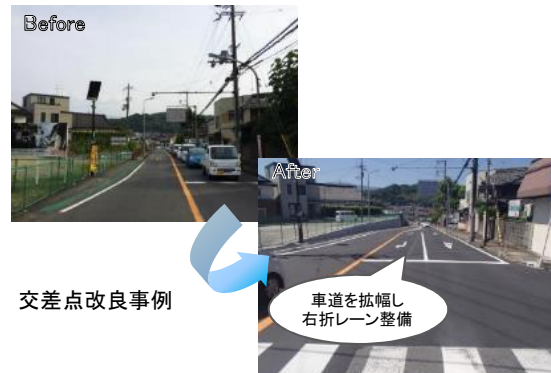 Before
After
交差点改良事例
車道を拡幅し
右折レーン整備